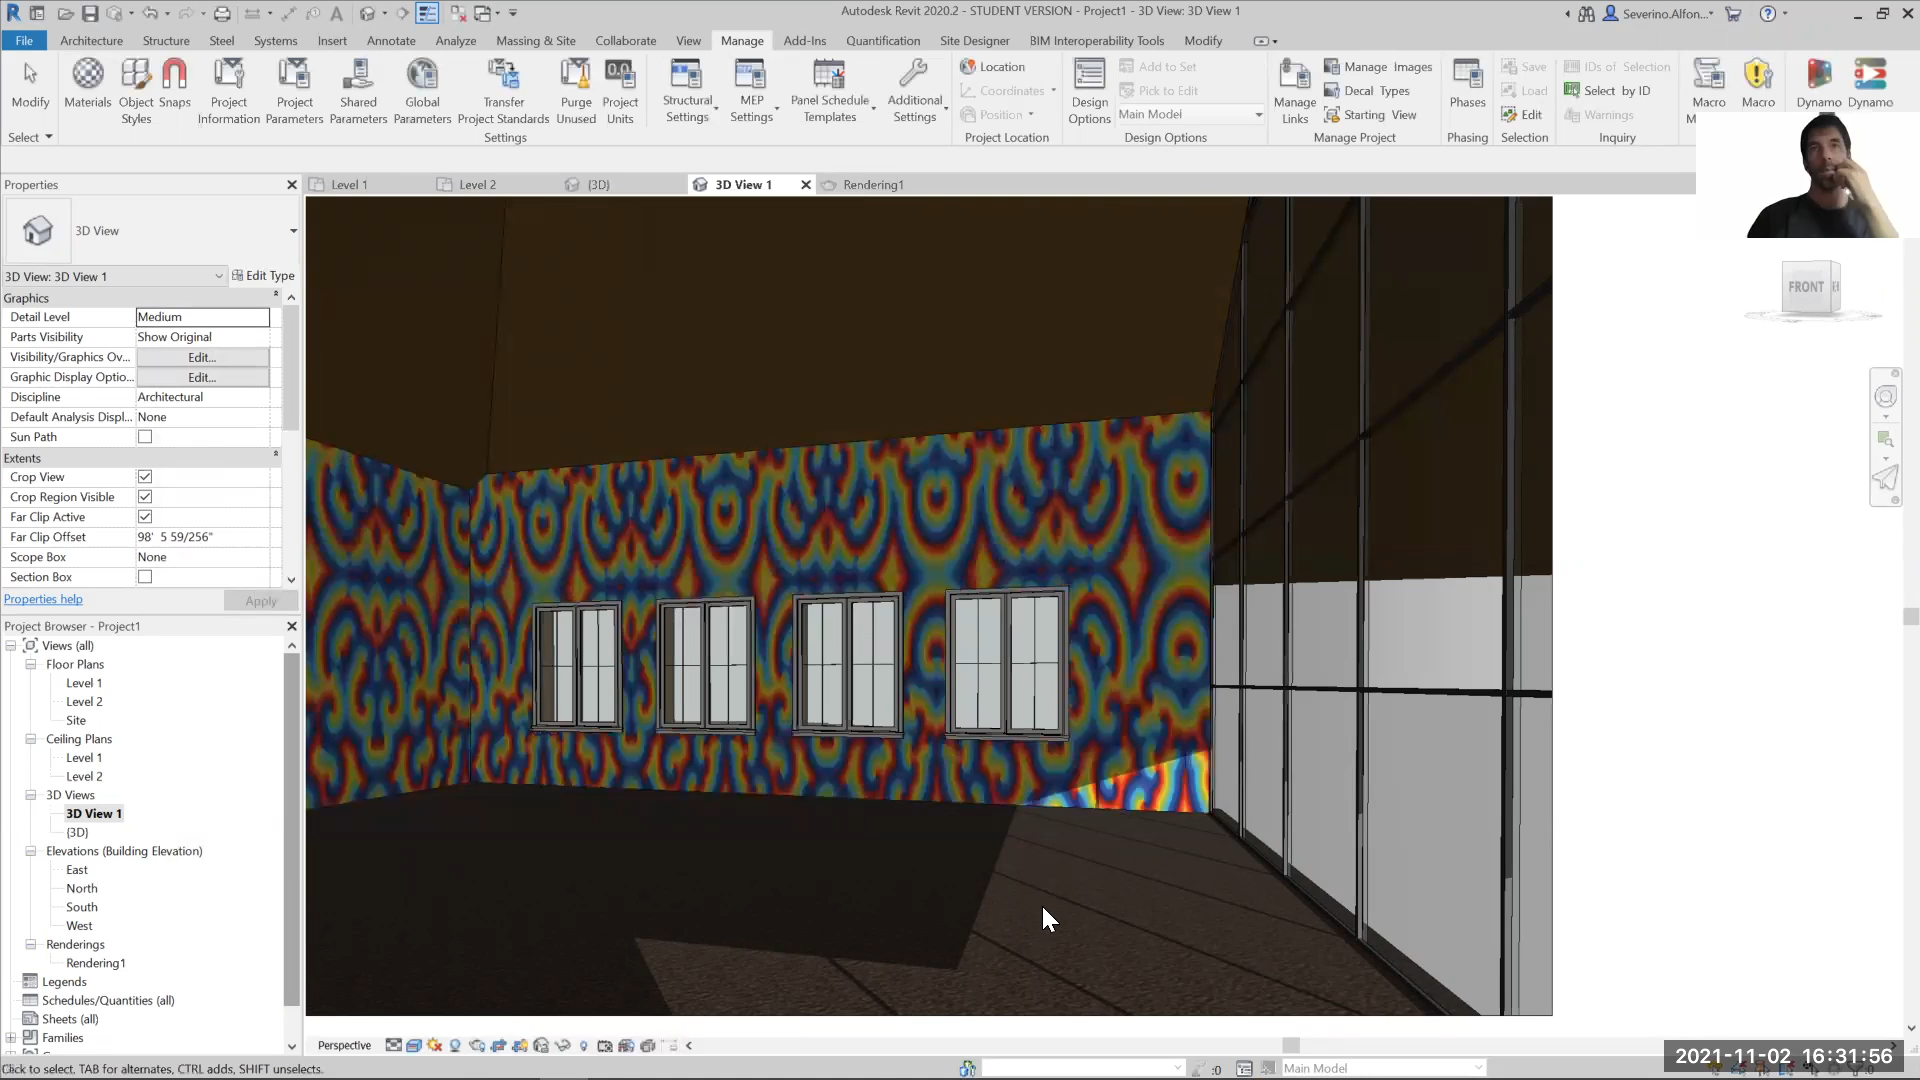 Autodesk Revit 2020.2 - STUDENT VERSION - Project1 - 3D View: 3D View 1
Severino.Alfon...
File Architecture Structure Steel Systems Insert Annotate Analyze Massing & Site Collaborate View Manage Add-Ins Quantification Site Designer BIM Interoperability Tools Modify
Modify
Materials
Object Styles
Snaps
Project Information
Project Parameters
Shared Parameters
Global Parameters
Transfer Project Standards
Purge Unused
Project Units
Structural Settings
MEP Settings
Panel Schedule Templates
Additional Settings
Location
Coordinates
Position
Design Options
Add to Set
Pick to Edit
Main Model
Manage Links
Manage Images
Decal Types
Starting View
Phases
Save
Load
Edit
IDs of Selection
Select by ID
Warnings
Macro
Macro
Dynamo
Dynamo
Select
Settings
Project Location
Design Options
Manage Project
Phasing
Selection
Inquiry
Properties
Level 1
Level 2
{3D}
3D View 1
Rendering1
3D View
3D View: 3D View 1
Edit Type
Graphics
Detail Level Medium
Parts Visibility Show Original
Visibility/Graphics Ov... Edit...
Graphic Display Optio... Edit...
Discipline Architectural
Default Analysis Displ... None
Sun Path
Extents
Crop View
Crop Region Visible
Far Clip Active
Far Clip Offset 98' 5 59/256"
Scope Box None
Section Box
Properties help
Apply
FRONT
Project Browser - Project1
Views (all)
Floor Plans
Level 1
Level 2
Site
Ceiling Plans
Level 1
Level 2
3D Views
3D View 1
{3D}
Elevations (Building Elevation)
East
North
South
West
Renderings
Rendering1
Legends
Schedules/Quantities (all)
Sheets (all)
Families
Perspective
Click to select, TAB for alternates, CTRL adds, SHIFT unselects.
:0
Main Model
2021-11-02 16:31:56